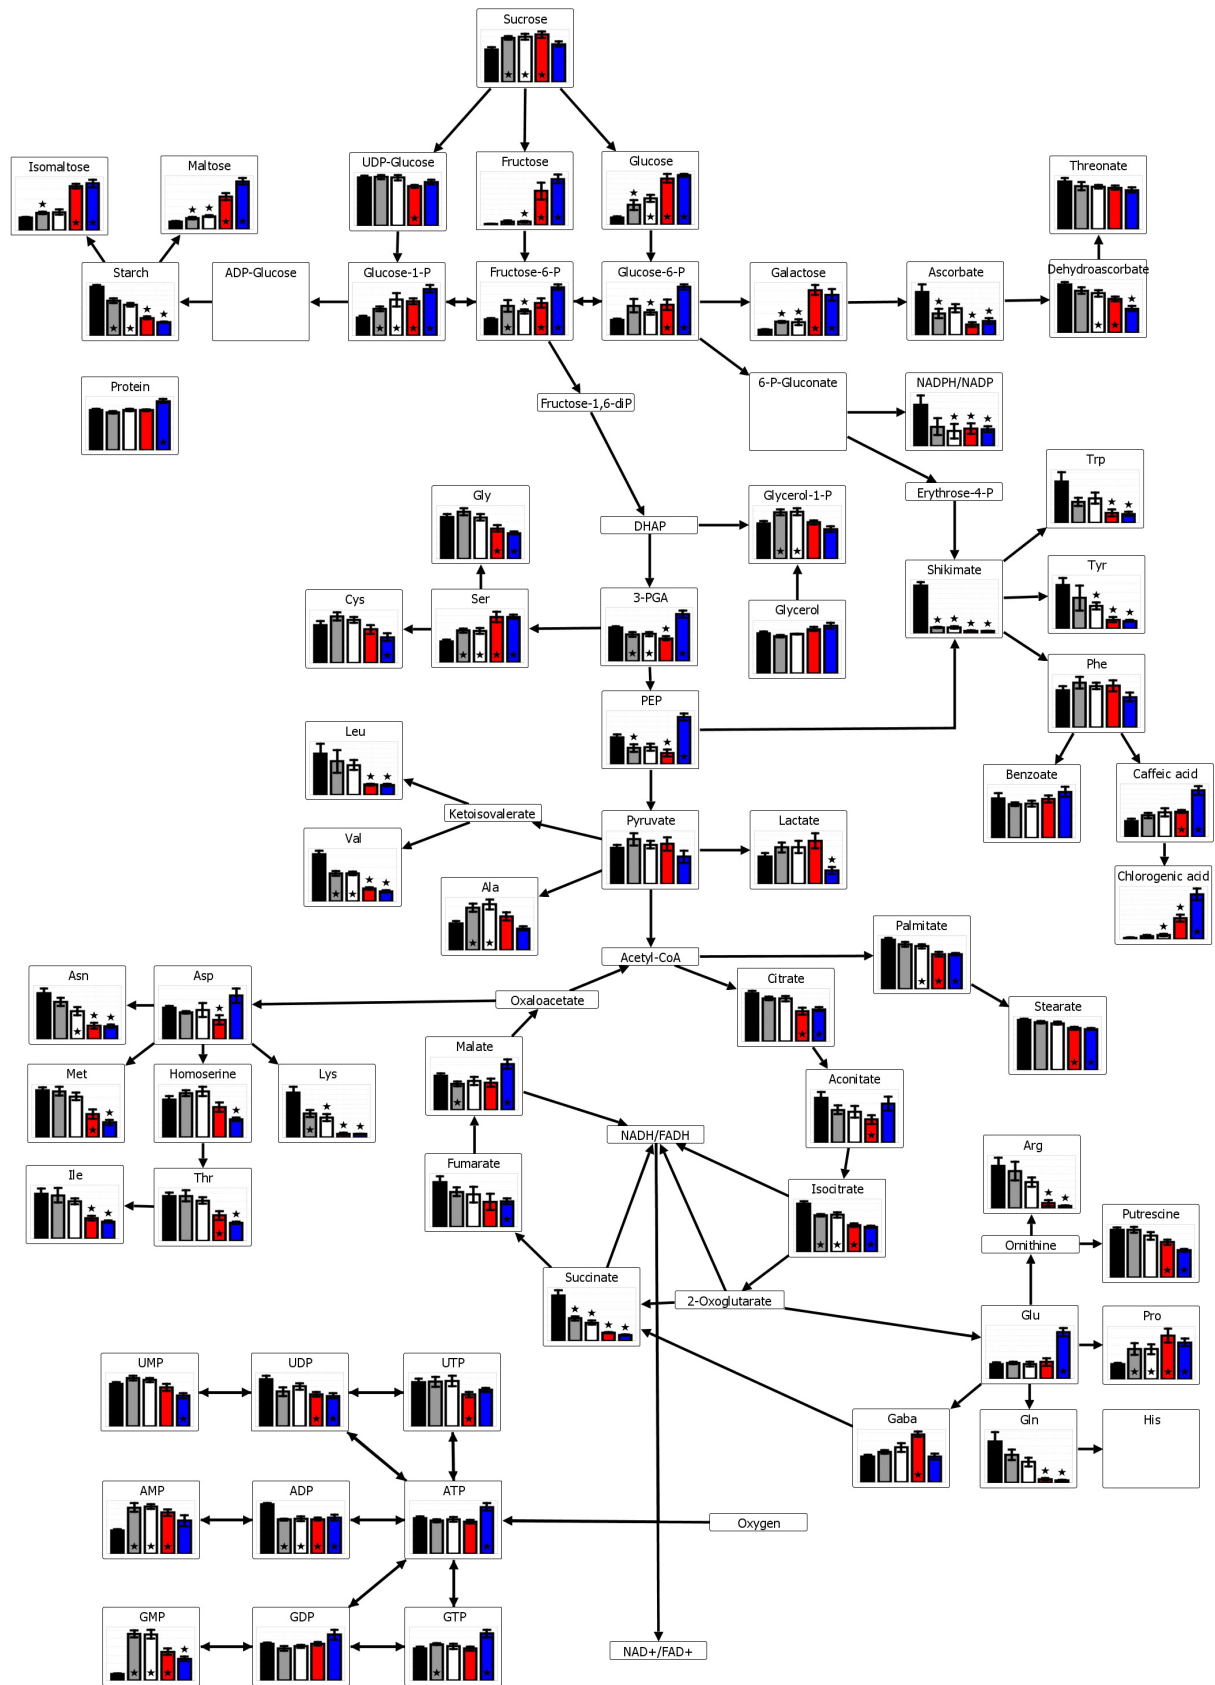 Sucrose
Isomaltose
Maltose
UDP-Glucose
Fructose
Glucose
Threonate
Starch
ADP-Glucose
Glucose-1-P
Fructose-6-P
Glucose-6-P
Galactose
Ascorbate
Dehydroascorbate
Protein
Fructose-1,6-diP
6-P-Gluconate
NADPH/NADP
Trp
Gly
Glycerol-1-P
Erythrose-4-P
DHAP
Shikimate
Tyr
Cys
Ser
3-PGA
Glycerol
Phe
PEP
Leu
Benzoate
Caffeic acid
Ketoisovalerate
Val
Pyruvate
Lactate
Chlorogenic acid
Ala
Palmitate
Acetyl-CoA
Asn
Asp
Oxaloacetate
Citrate
Stearate
Met
Homoserine
Lys
Malate
Aconitate
NADH/FADH
Arg
Ile
Thr
Fumarate
Isocitrate
Putrescine
Ornithine
Succinate
2-Oxoglutarate
Glu
Pro
UMP
UDP
UTP
Gaba
Gln
His
AMP
ADP
ATP
Oxygen
GMP
GDP
GTP
NAD+/FAD+